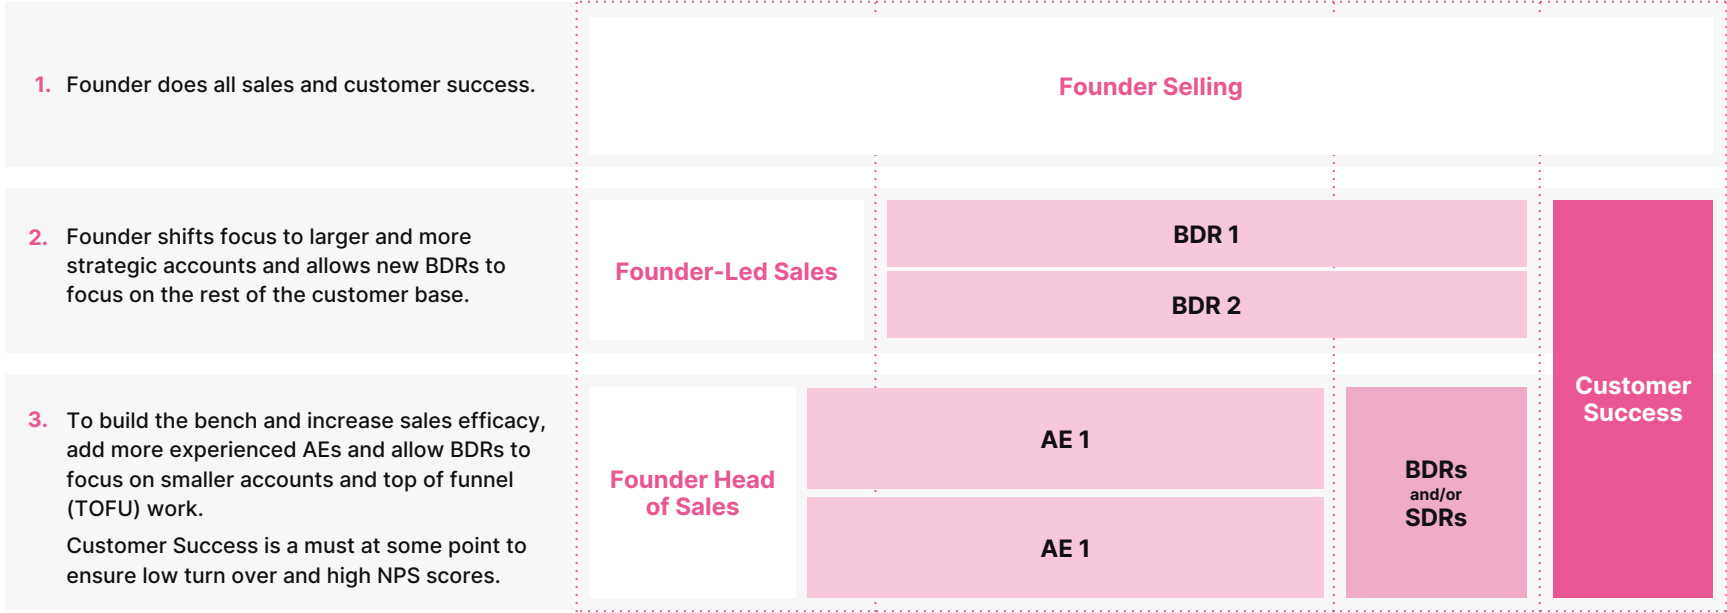 1. Founder does all sales and customer success.
Founder Selling
2. Founder shifts focus to larger and more
strategic accounts and allows new BDRs to
focus on the rest of the customer base.
Founder-Led Sales
BDR 1
BDR 2
3. To build the bench and increase sales efficacy,
add more experienced AEs and allow BDRs to
focus on smaller accounts and top of funnel
(TOFU) work.
Customer Success is a must at some point to
ensure low turn over and high NPS scores.
Founder Head
of Sales
AE 1
AE 1
BDRs
and/or
SDRs
Customer
Success